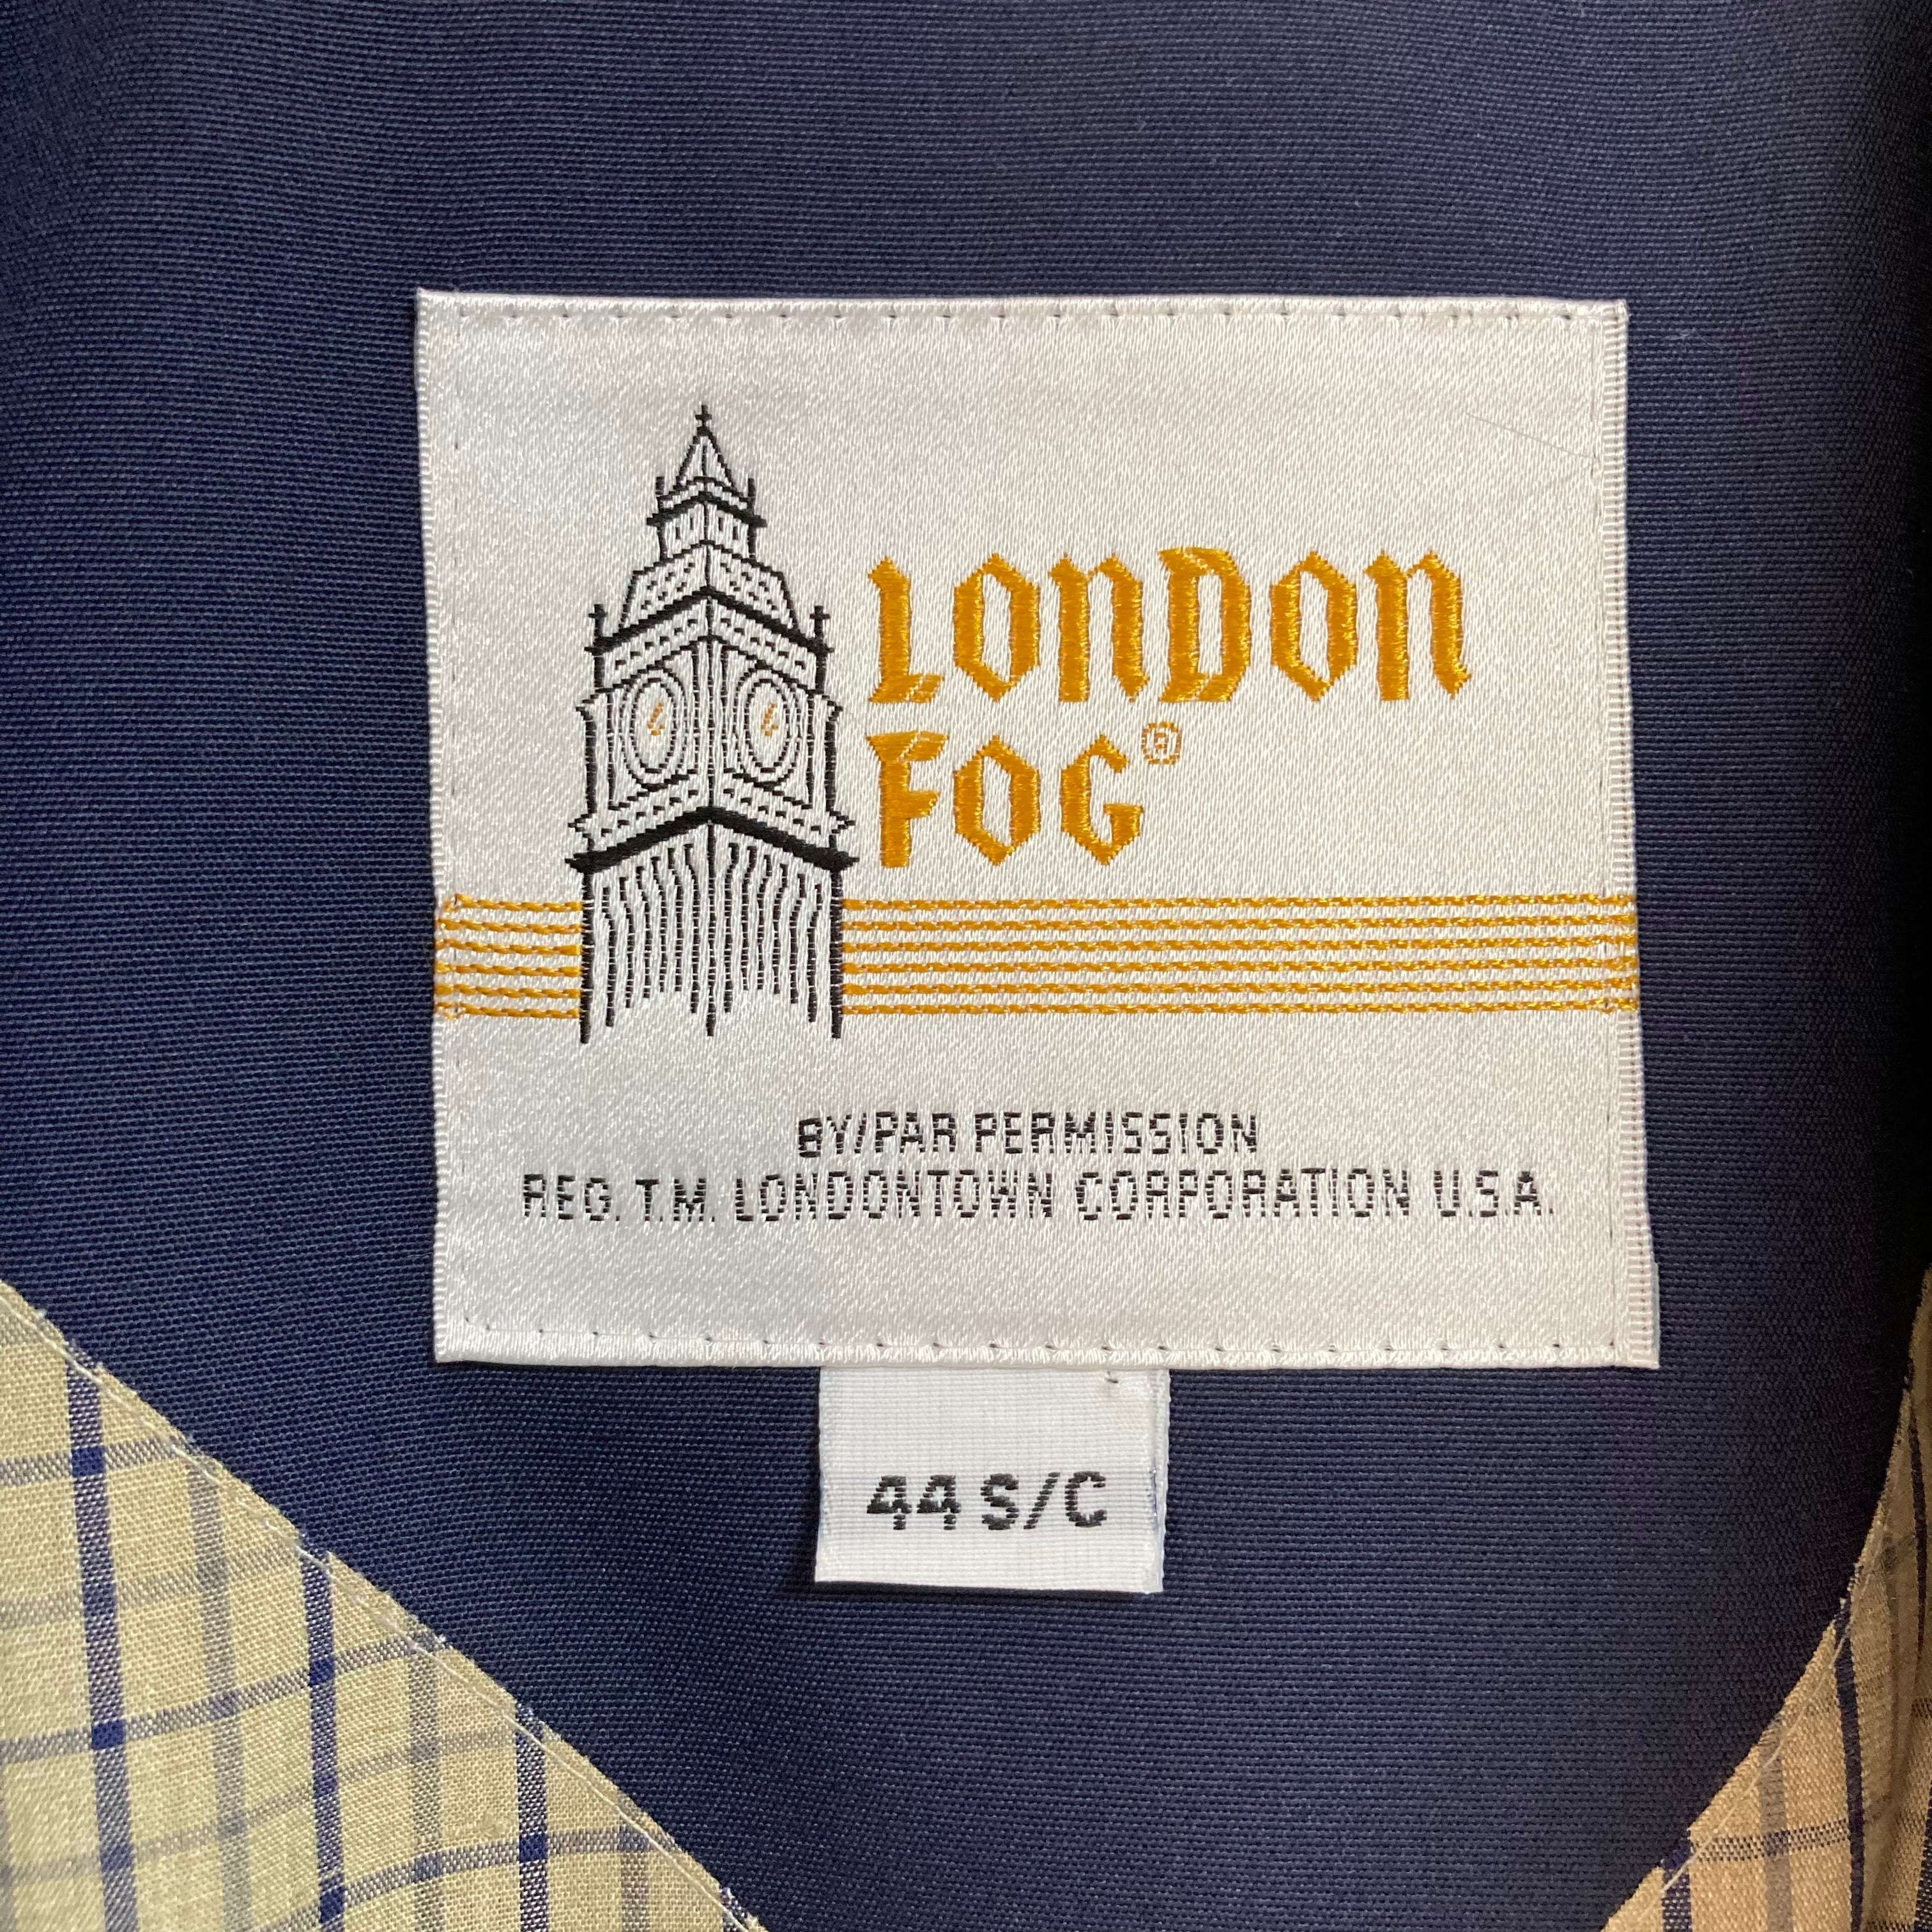 LONDON
FOG®
BY/PAR PERMISSION
REG. T.M. LONDONTOWN CORPORATION U.S.A.
44 S/C